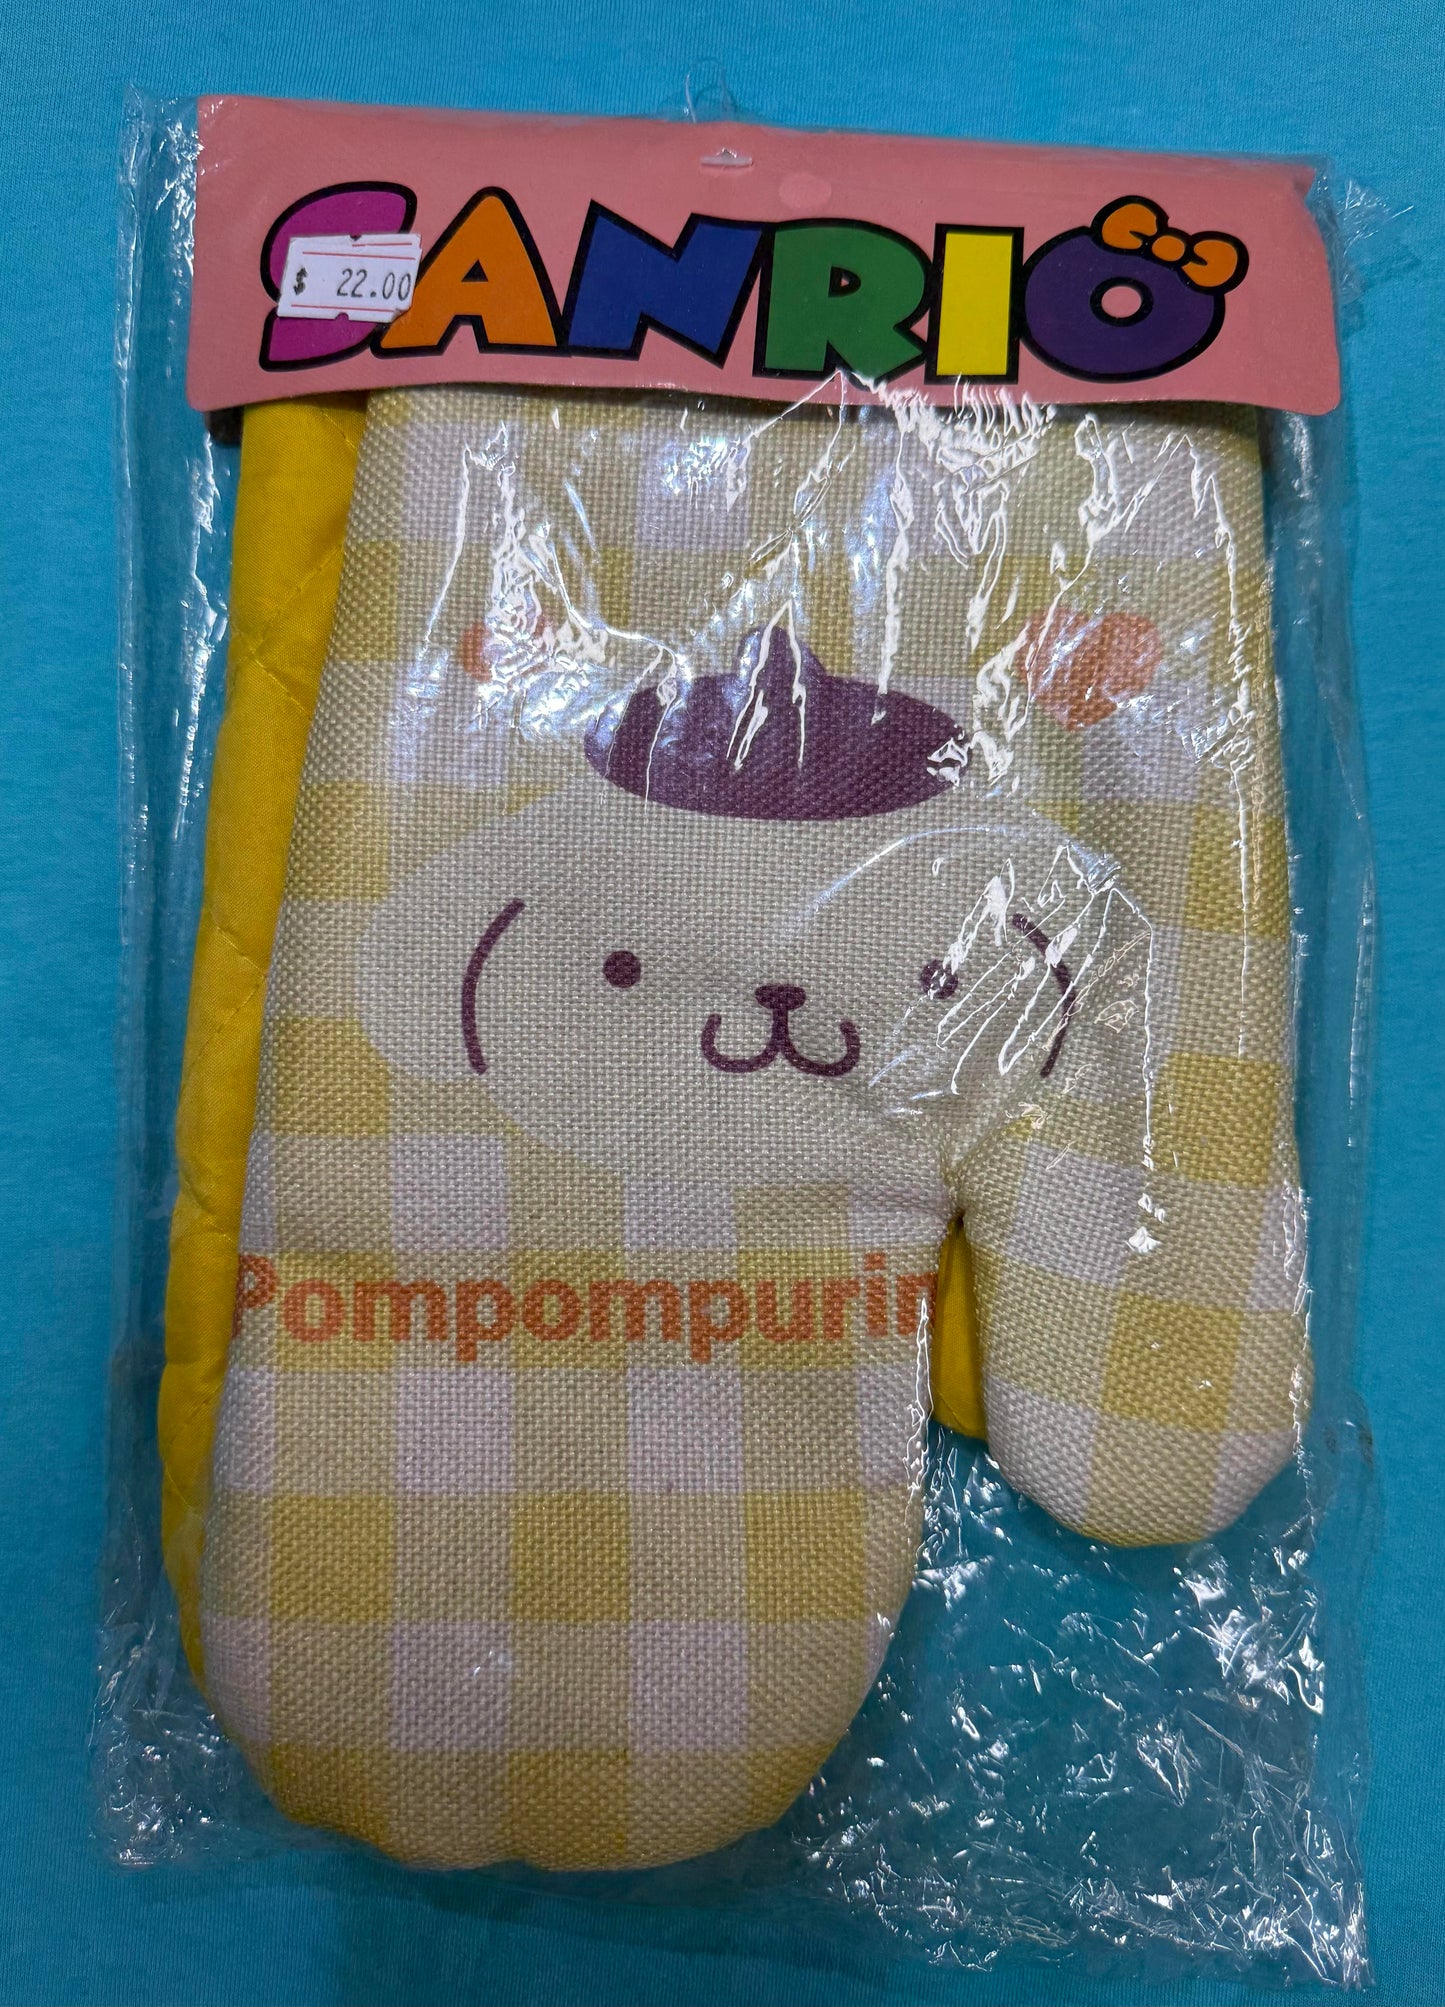 SANRIO
$ 22.00
Pompompurin